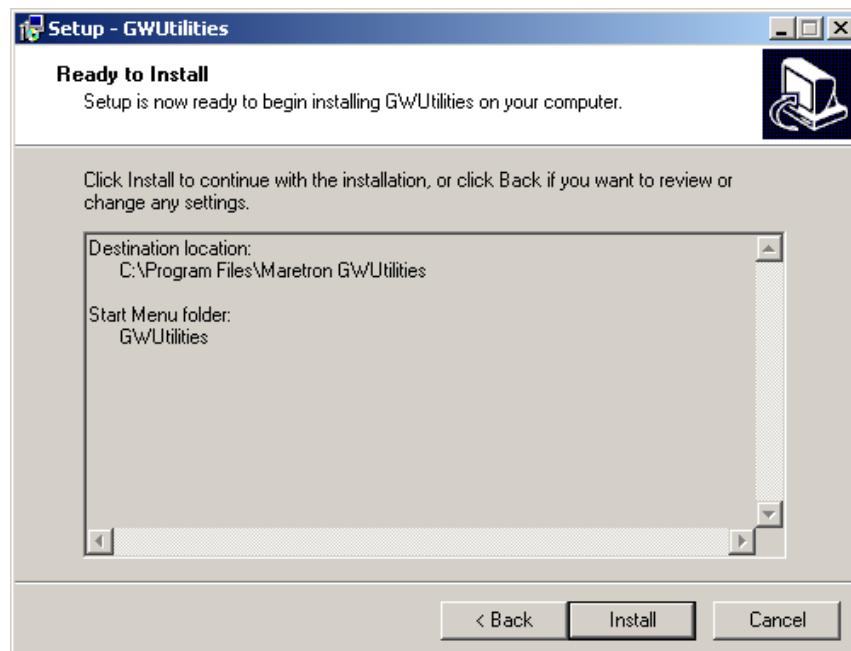 Setup - GWUtilities
Ready to Install
Setup is now ready to begin installing GWUtilities on your computer.
Click Install to continue with the installation, or click Back if you want to review or
change any settings.
Destination location:
C:\Program Files\Maretron GWUtilities
Start Menu folder:
GWUtilities
< Back
Install
Cancel